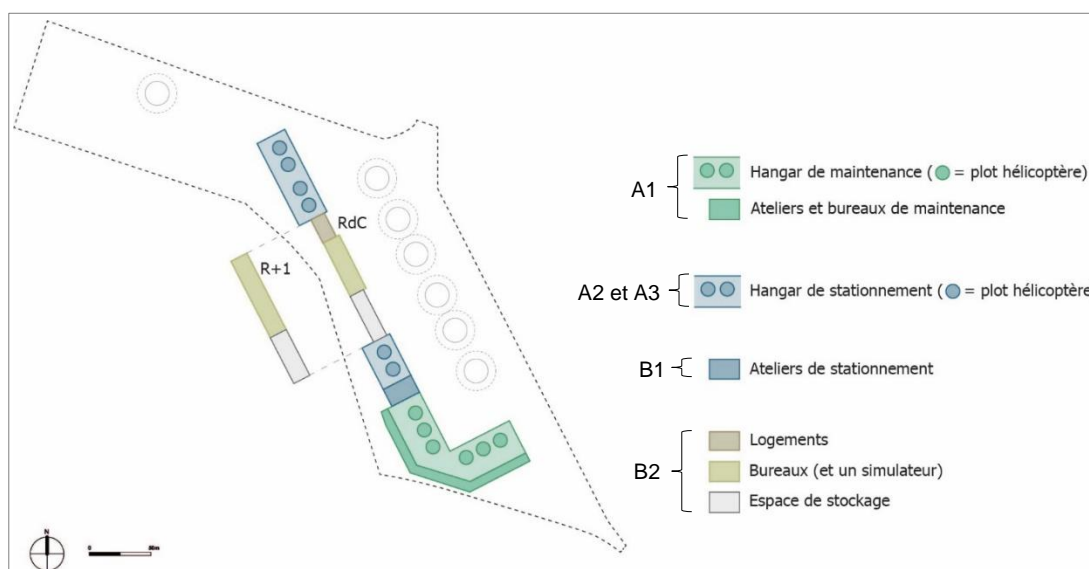 RdC
R+1
A1
Hangar de maintenance ( = plot hélicoptère)
Ateliers et bureaux de maintenance
A2 et A3
Hangar de stationnement ( = plot hélicoptère
B1
Ateliers de stationnement
B2
Logements
Bureaux (et un simulateur)
Espace de stockage
N
0